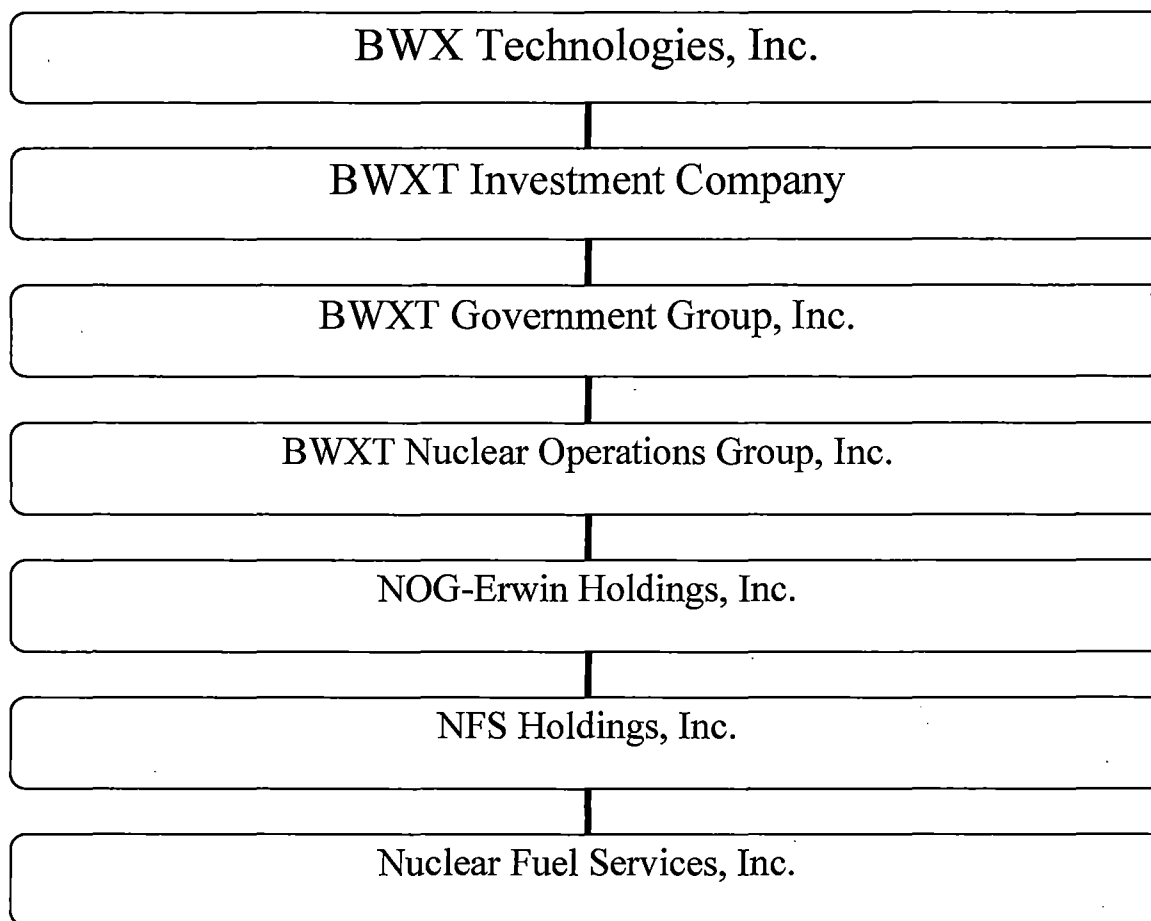 BWX Technologies, Inc.
BWXT Investment Company
BWXT Government Group, Inc.
BWXT Nuclear Operations Group, Inc.
NOG-Erwin Holdings, Inc.
NFS Holdings, Inc.
Nuclear Fuel Services, Inc.